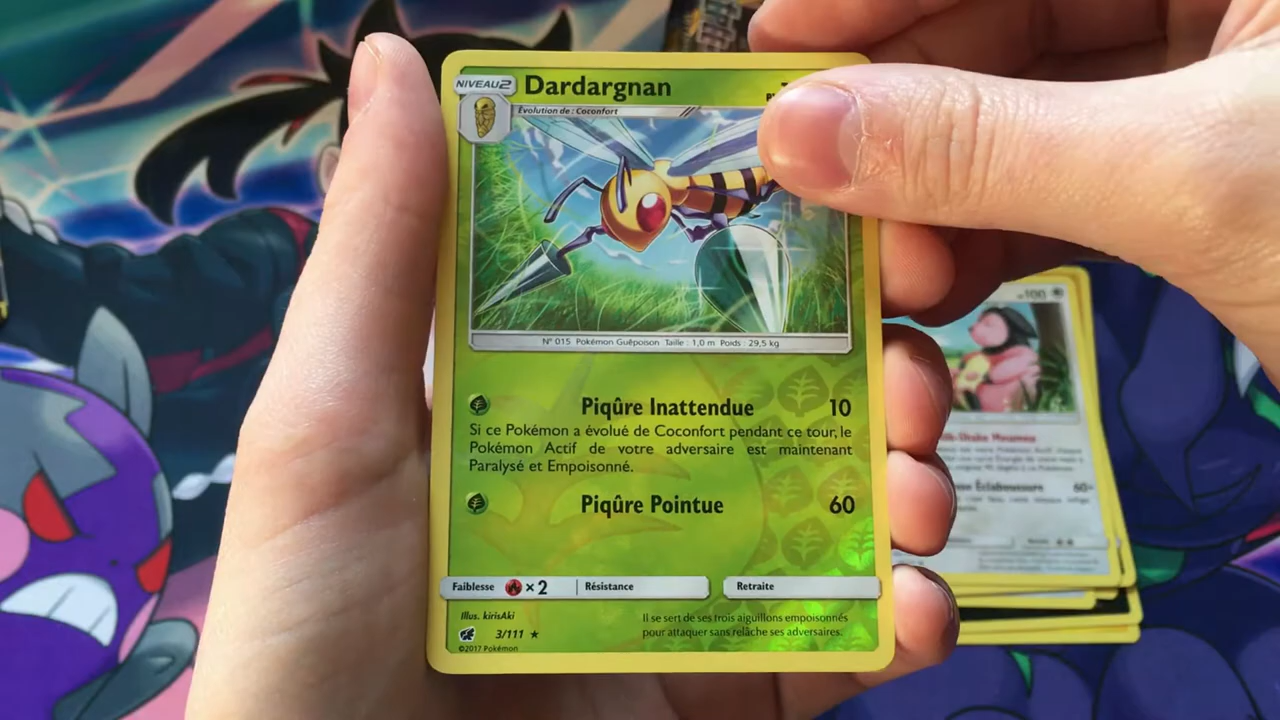 NIVEAU2
Dardargnan
Évolution de : Coconfort
N° 015 Pokémon Guêpoison Taille : 1,0 m Poids : 29,5 kg
Piqûre Inattendue 10
Si ce Pokémon a évolué de Coconfort pendant ce tour, le
Pokémon Actif de votre adversaire est maintenant
Paralysé et Empoisonné.
Piqûre Pointue 60
Faiblesse ×2 Résistance Retraite
Illus. kirisAki
3/111
©2017 Pokémon
Il se sert de ses trois aiguillons empoisonnés
pour attaquer sans relâche ses adversaires.
100
Éclaboussure 60